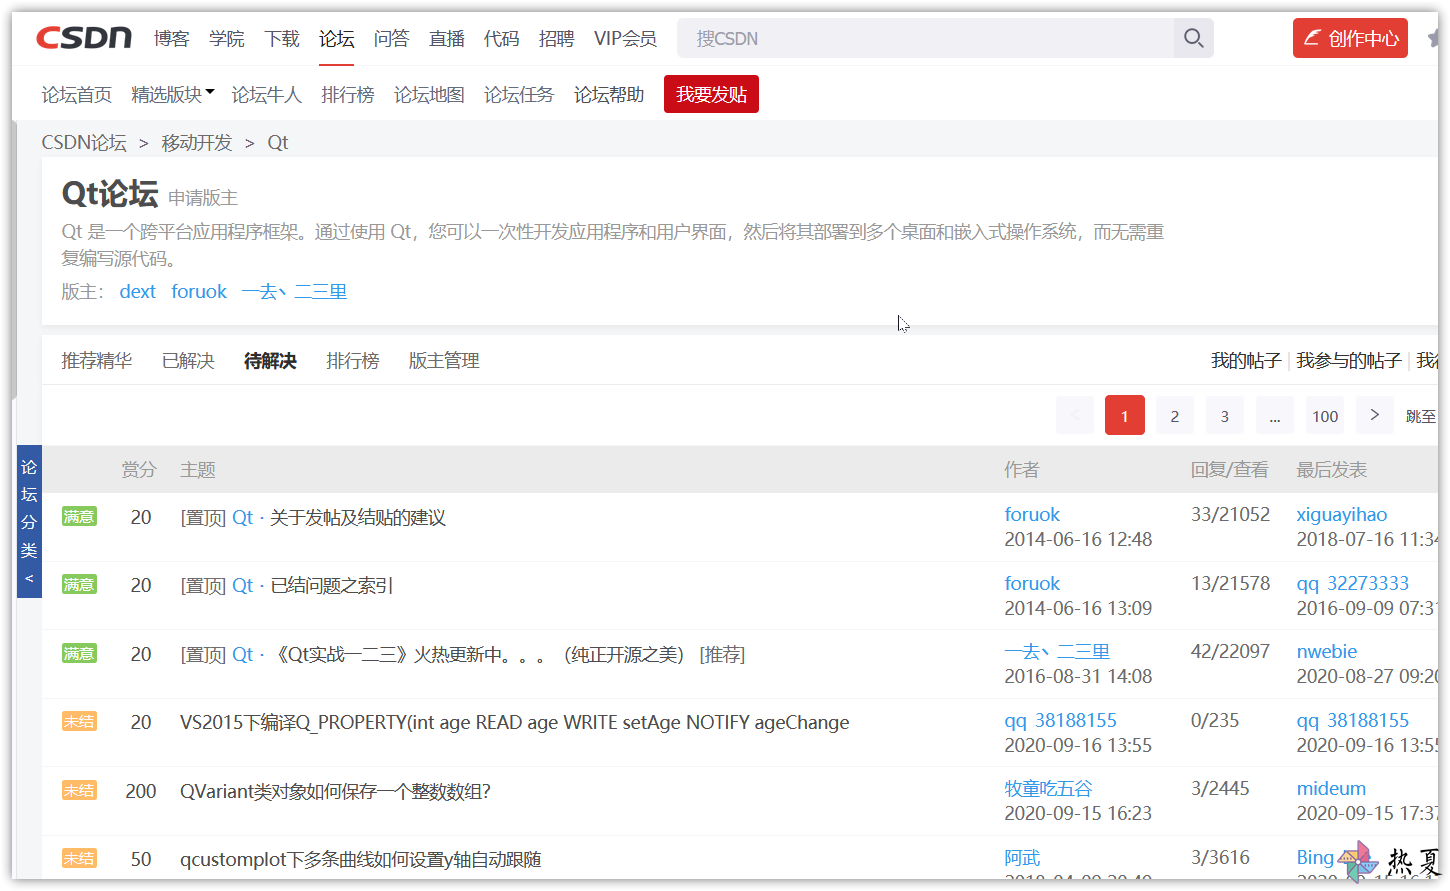 CSDN 博客 学院 下载 论坛 问答 直播 代码 招聘 VIP会员 搜CSDN 创作中心
论坛首页 精选版块 论坛牛人 排行榜 论坛地图 论坛任务 论坛帮助 我要发贴
CSDN论坛 > 移动开发 > Qt
Qt论坛 申请版主
Qt 是一个跨平台应用程序框架。通过使用 Qt，您可以一次性开发应用程序和用户界面，然后将其部署到多个桌面和嵌入式操作系统，而无需重
复编写源代码。
版主： dext foruok 一去丶二三里
推荐精华 已解决 待解决 排行榜 版主管理 我的帖子 | 我参与的帖子 | 我
< 1 2 3 ... 100 > 跳至
论坛分类 <
赏分 主题 作者 回复/查看 最后发表
满意 20 [置顶] Qt · 关于发帖及结贴的建议 foruok 33/21052 xiguayihao
2014-06-16 12:48 2018-07-16 11:34
满意 20 [置顶] Qt · 已结问题之索引 foruok 13/21578 qq_32273333
2014-06-16 13:09 2016-09-09 07:3
满意 20 [置顶] Qt · 《Qt实战一二三》火热更新中。。。（纯正开源之美） [推荐] 一去丶二三里 42/22097 nwebie
2016-08-31 14:08 2020-08-27 09:20
未结 20 VS2015下编译Q_PROPERTY(int age READ age WRITE setAge NOTIFY ageChange qq_38188155 0/235 qq_38188155
2020-09-16 13:55 2020-09-16 13:55
未结 200 QVariant类对象如何保存一个整数数组? 牧童吃五谷 3/2445 mideum
2020-09-15 16:23 2020-09-15 17:37
未结 50 qcustomplot下多条曲线如何设置y轴自动跟随 阿武 3/3616 Bing
热夏